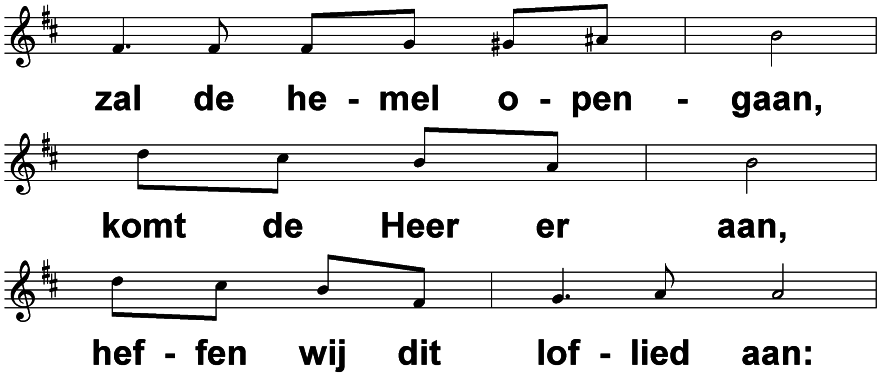 zal de he - mel o - pen - gaan,
komt de Heer er aan,
hef - fen wij dit lof - lied aan: